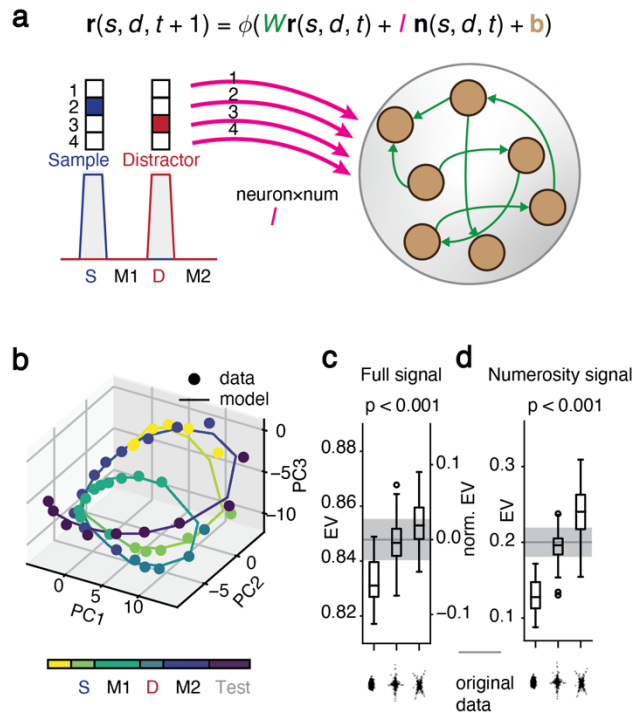 a
r(s, d, t + 1) = ϕ(Wr(s, d, t) + I n(s, d, t) + b)
1
2
3
4
1
2
3
4
Sample Distractor
neuron×num
I
S M1 D M2
b
data
model
0
−5
−10
PC3
0
5
10
PC1
−5
0
PC2
S M1 D M2 Test
c
Full signal
p < 0.001
0.88
0.86
0.84
0.82
EV
0.1
0.0
−0.1
norm. EV
d
Numerosity signal
p < 0.001
0.3
0.2
0.1
EV
original
data